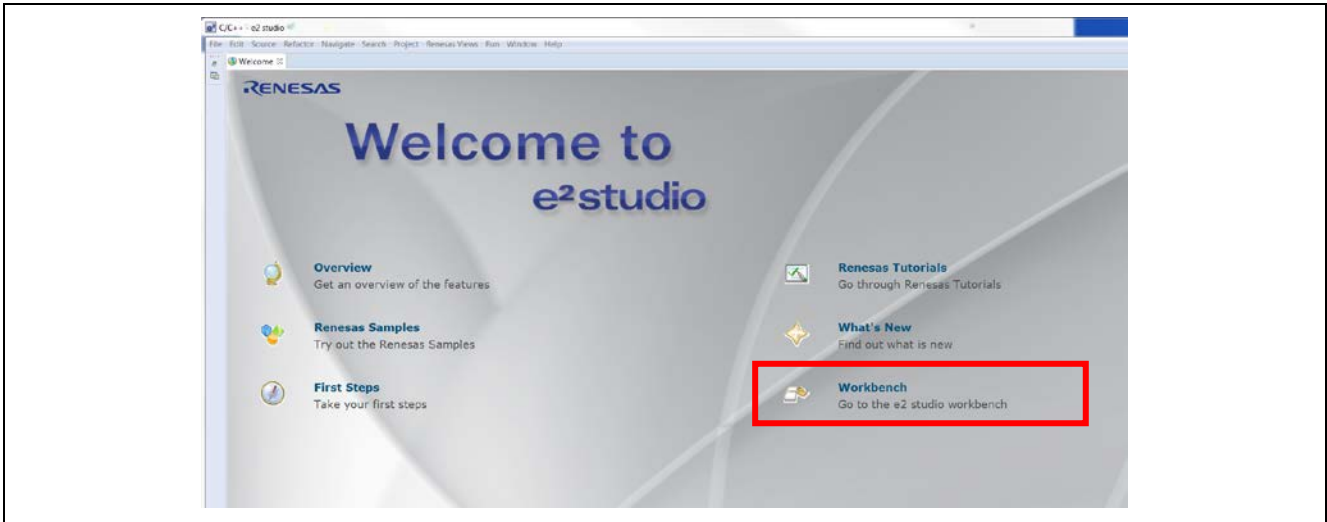 C/C++ - e2 studio
File Edit Source Refactor Navigate Search Project Renesas Views Run Window Help
Welcome
RENESAS
Welcome to
e² studio
Overview
Get an overview of the features
Renesas Samples
Try out the Renesas Samples
First Steps
Take your first steps
Renesas Tutorials
Go through Renesas Tutorials
What's New
Find out what is new
Workbench
Go to the e2 studio workbench